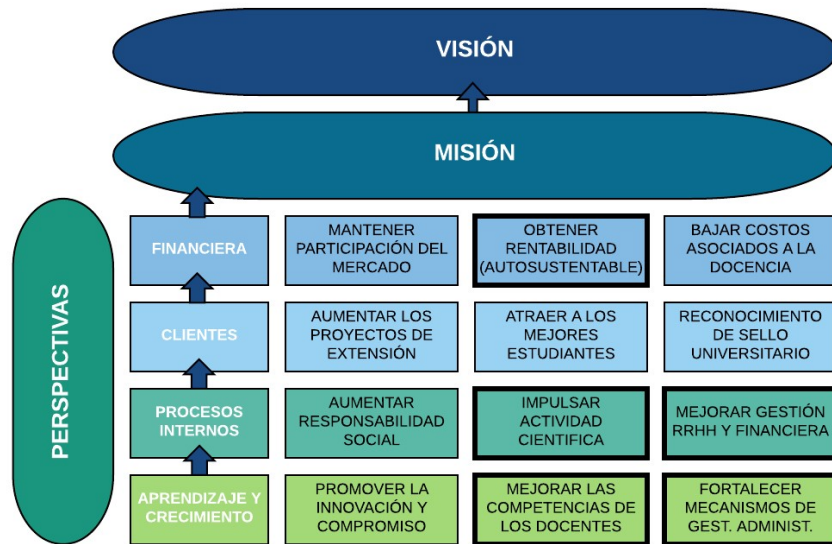 VISIÓN
MISIÓN
PERSPECTIVAS
FINANCIERA
MANTENER
PARTICIPACIÓN DEL
MERCADO
OBTENER
RENTABILIDAD
(AUTOSUSTENTABLE)
BAJAR COSTOS
ASOCIADOS A LA
DOCENCIA
CLIENTES
AUMENTAR LOS
PROYECTOS DE
EXTENSIÓN
ATRAER A LOS
MEJORES
ESTUDIANTES
RECONOCIMIENTO
DE SELLO
UNIVERSITARIO
PROCESOS
INTERNOS
AUMENTAR
RESPONSABILIDAD
SOCIAL
IMPULSAR
ACTIVIDAD
CIENTIFICA
MEJORAR GESTIÓN
RRHH Y FINANCIERA
APRENDIZAJE Y
CRECIMIENTO
PROMOVER LA
INNOVACIÓN Y
COMPROMISO
MEJORAR LAS
COMPETENCIAS DE
LOS DOCENTES
FORTALECER
MECANISMOS DE
GEST. ADMINIST.